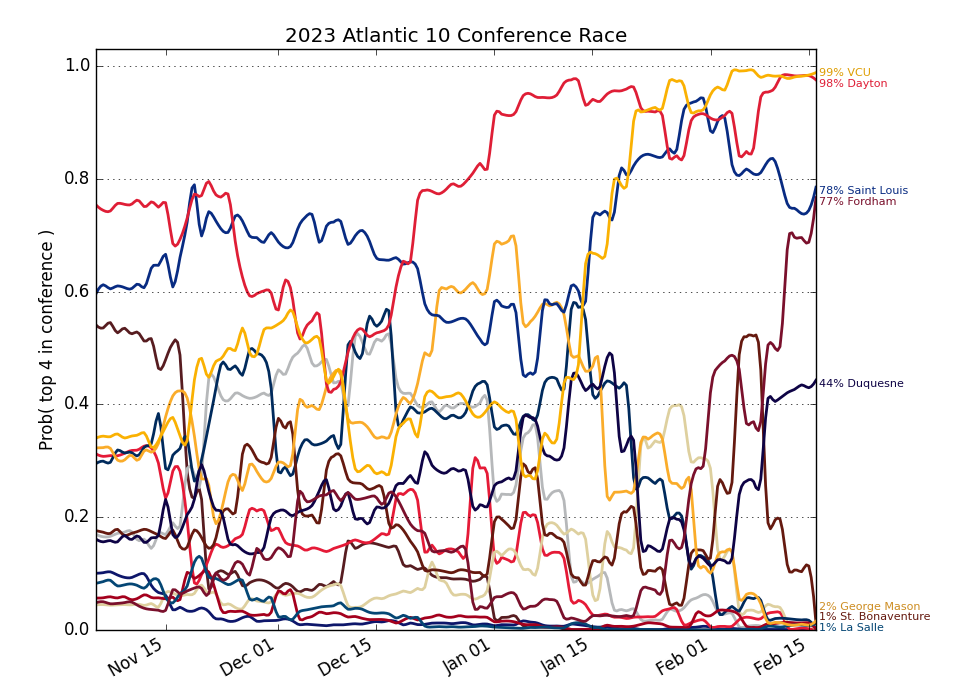 2023 Atlantic 10 Conference Race
Prob( top 4 in conference )
1.0
0.8
0.6
0.4
0.2
0.0
Nov 15
Dec 01
Dec 15
Jan 01
Jan 15
Feb 01
Feb 15
99% VCU
98% Dayton
78% Saint Louis
77% Fordham
44% Duquesne
2% George Mason
1% St. Bonaventure
1% La Salle